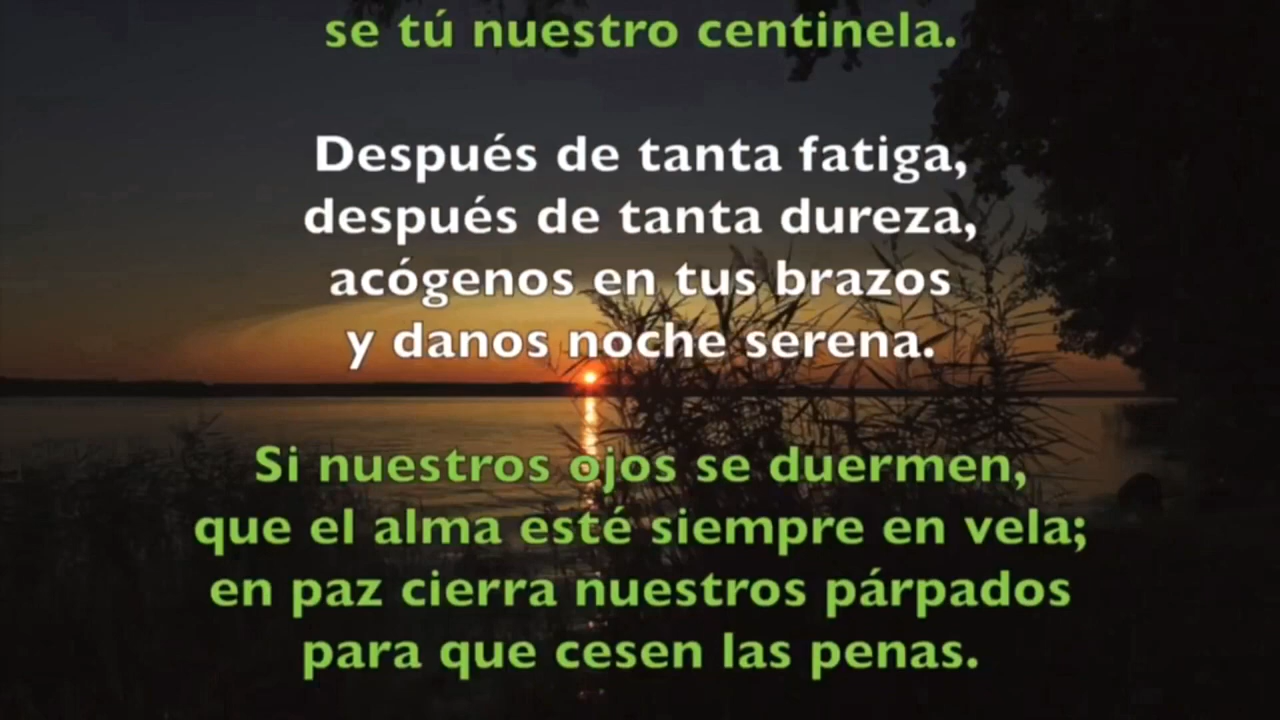 se tú nuestro centinela.
Después de tanta fatiga,
después de tanta dureza,
acógenos en tus brazos
y danos noche serena.
Si nuestros ojos se duermen,
que el alma esté siempre en vela;
en paz cierra nuestros párpados
para que cesen las penas.